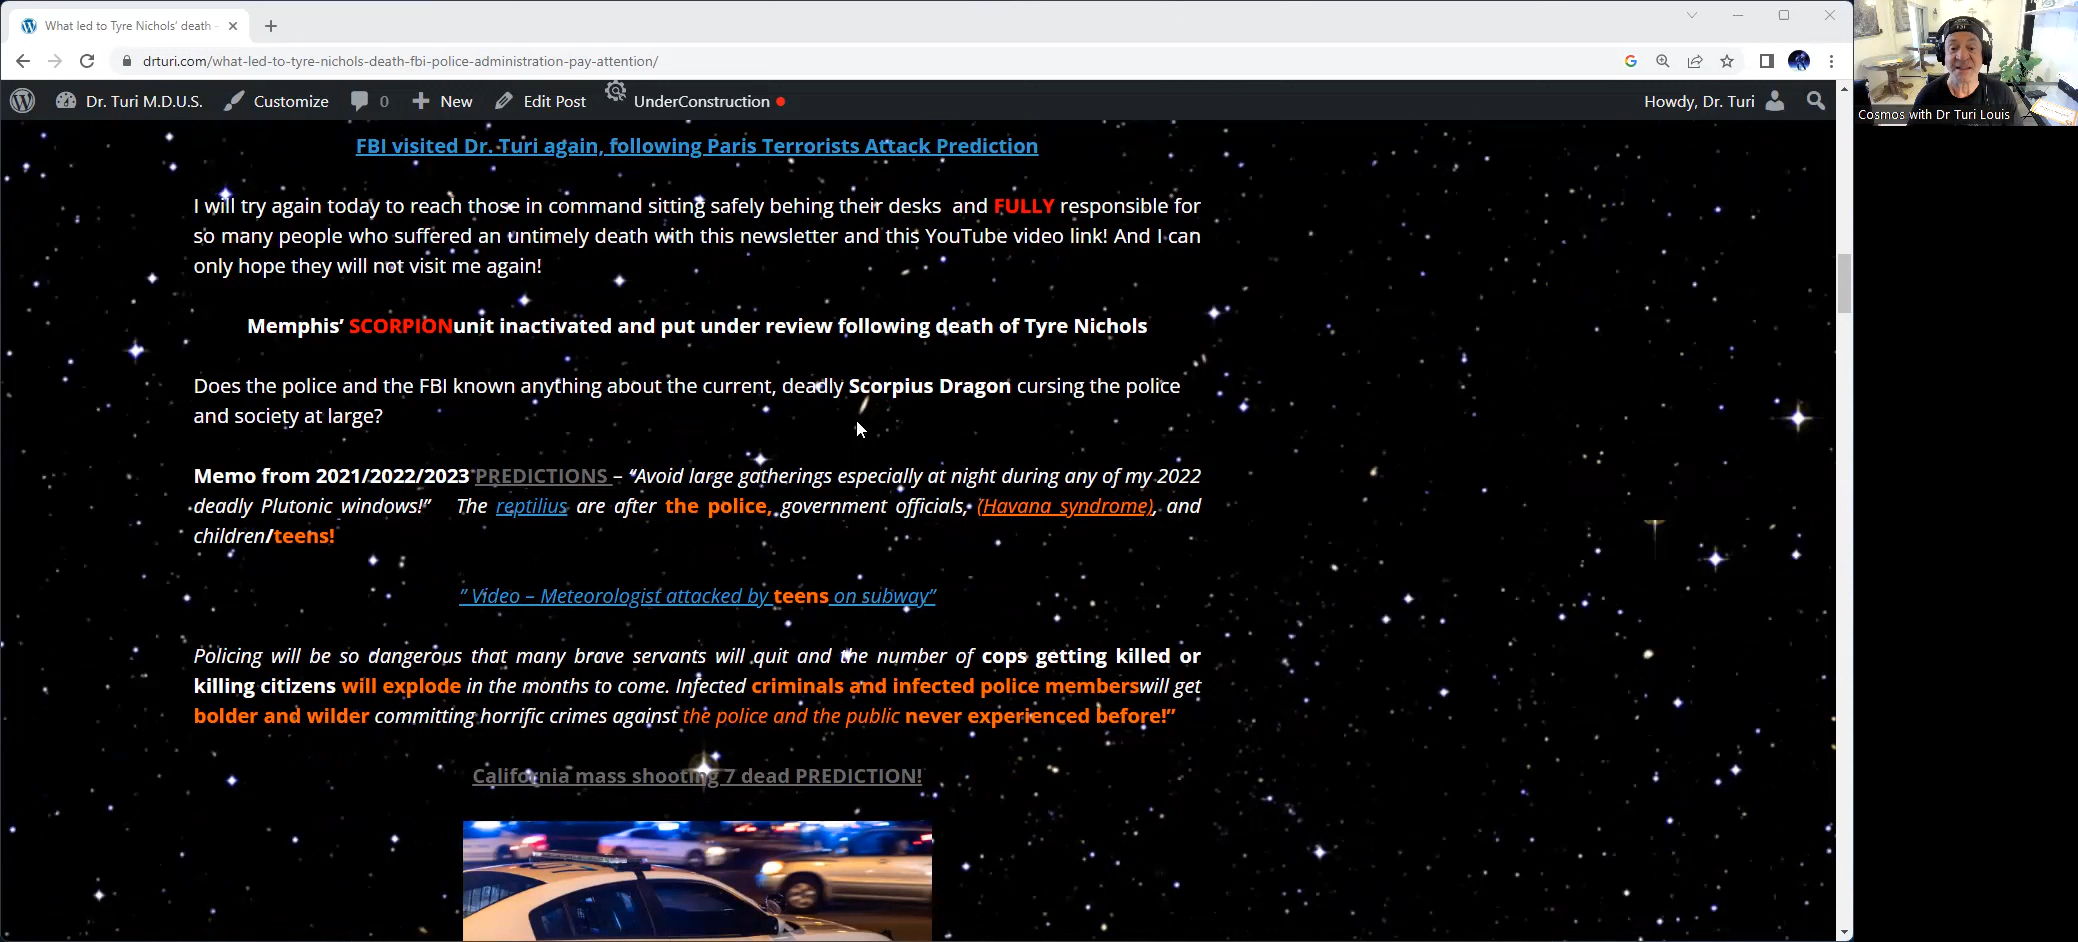 What led to Tyre Nichols' death -
drturi.com/what-led-to-tyre-nichols-death-fbi-police-administration-pay-attention/
Dr. Turi M.D.U.S. Customize 0 New Edit Post UnderConstruction Howdy, Dr. Turi
Cosmos with Dr Turi Louis
FBI visited Dr. Turi again, following Paris Terrorists Attack Prediction
I will try again today to reach those in command sitting safely behing their desks and FULLY responsible for
so many people who suffered an untimely death with this newsletter and this YouTube video link! And I can
only hope they will not visit me again!
Memphis' SCORPIONunit inactivated and put under review following death of Tyre Nichols
Does the police and the FBI known anything about the current, deadly Scorpius Dragon cursing the police
and society at large?
Memo from 2021/2022/2023 PREDICTIONS – "Avoid large gatherings especially at night during any of my 2022
deadly Plutonic windows!" The reptilius are after the police, government officials, (Havana syndrome), and
children/teens!
" Video – Meteorologist attacked by teens on subway"
Policing will be so dangerous that many brave servants will quit and the number of cops getting killed or
killing citizens will explode in the months to come. Infected criminals and infected police memberswill get
bolder and wilder committing horrific crimes against the police and the public never experienced before!"
California mass shooting 7 dead PREDICTION!